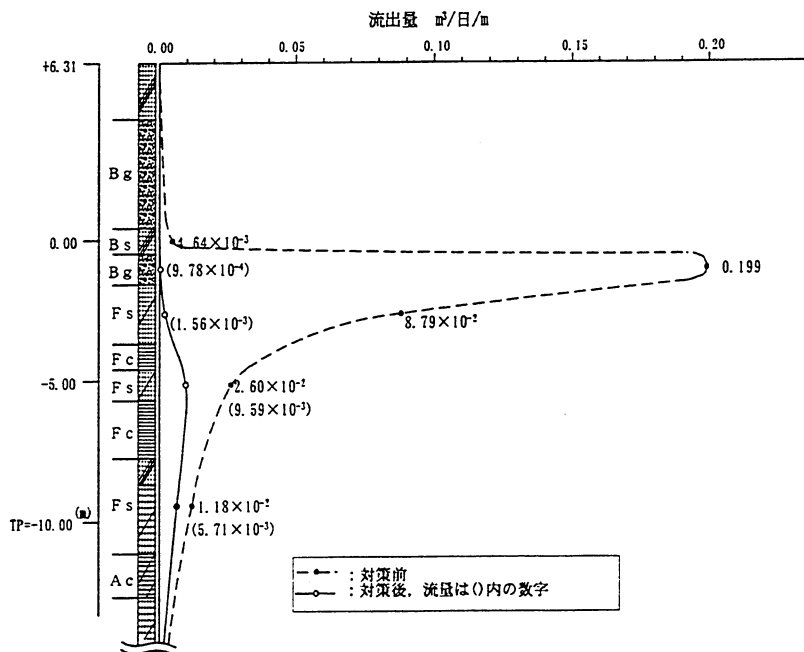 流出量 m³/日/m
0.00 0.05 0.10 0.15 0.20
+6.31
Bg
0.00
Bs
4.64×10⁻³
Bg
(9.78×10⁻⁴)
0.199
Fs
(1.56×10⁻³)
8.79×10⁻²
Fc
-5.00
Fs
2.60×10⁻²
(9.59×10⁻³)
Fc
Fs
1.18×10⁻²
(m)
TP=-10.00
(5.71×10⁻³)
Ac
:対策前
:対策後, 流量は()内の数字